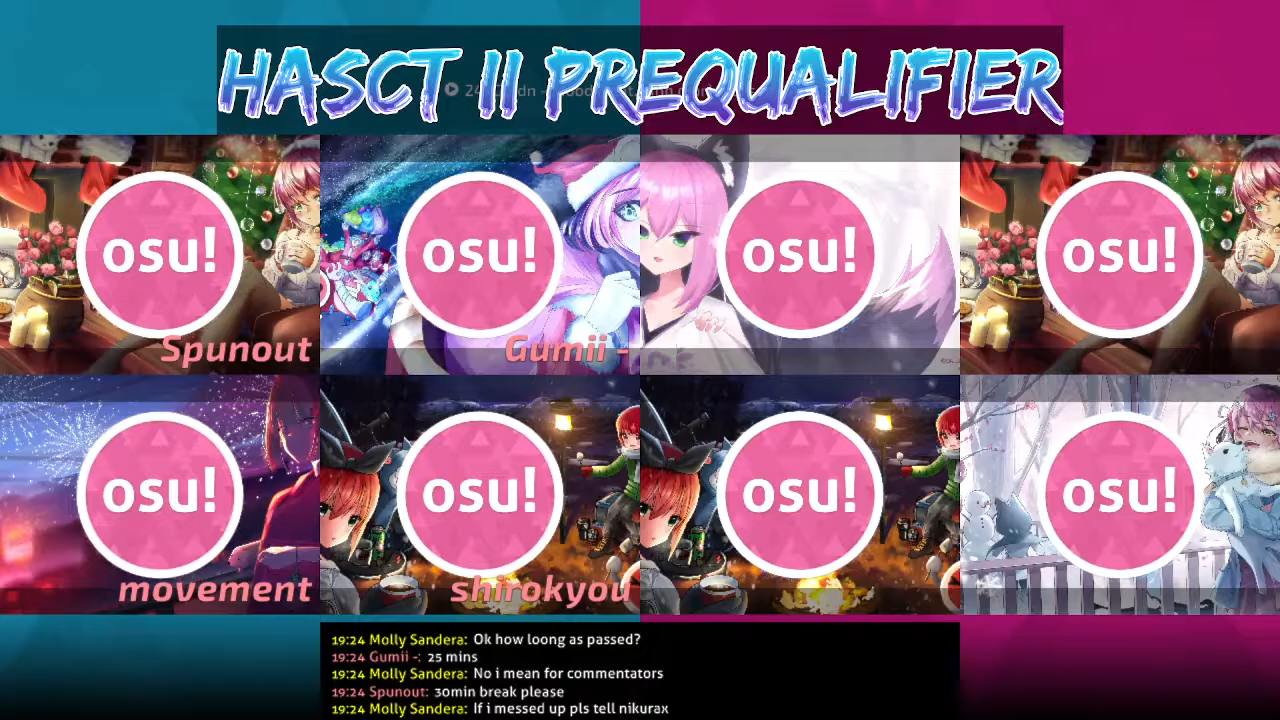 HASCT II PREQUALIFIER
osu!
osu!
osu!
osu!
Spunout
Gumii -
osu!
osu!
osu!
osu!
movement
shirokyou
19:24 Molly Sandera: Ok how loong as passed?
19:24 Gumii -: 25 mins
19:24 Molly Sandera: No i mean for commentators
19:24 Spunout: 30min break please
19:24 Molly Sandera: If i messed up pls tell nikurax